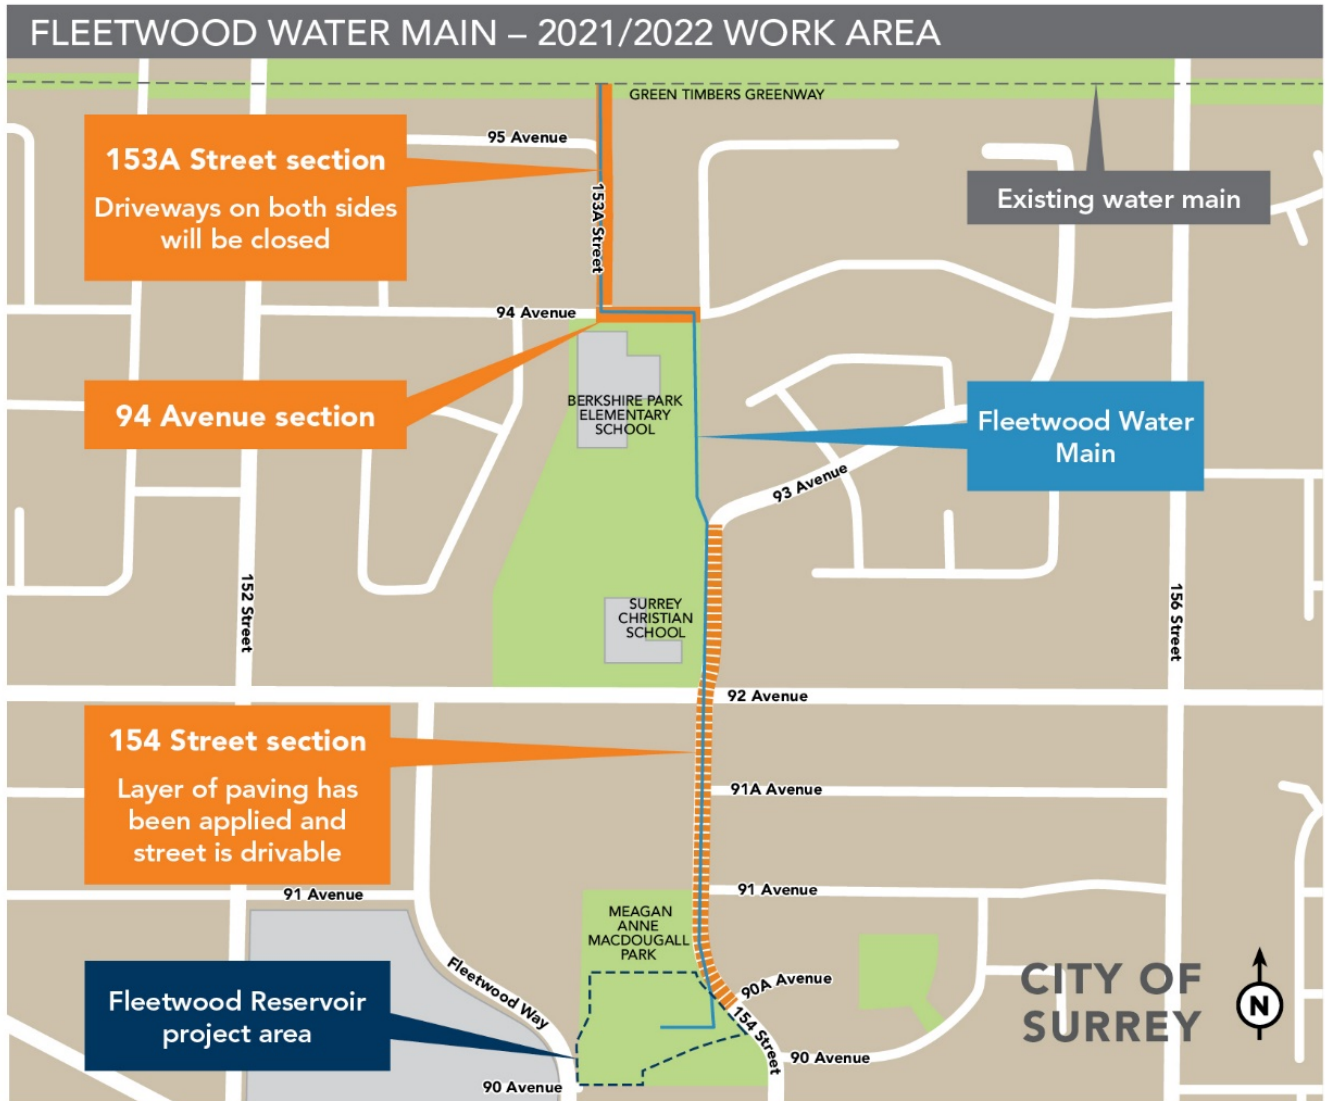 FLEETWOOD WATER MAIN – 2021/2022 WORK AREA
GREEN TIMBERS GREENWAY
95 Avenue
153A Street section
Driveways on both sides
will be closed
153A Street
Existing water main
94 Avenue
94 Avenue section
BERKSHIRE PARK
ELEMENTARY
SCHOOL
Fleetwood Water
Main
93 Avenue
152 Street
SURREY
CHRISTIAN
SCHOOL
156 Street
92 Avenue
154 Street section
Layer of paving has
been applied and
street is drivable
91A Avenue
91 Avenue
91 Avenue
MEAGAN
ANNE
MACDOUGALL
PARK
Fleetwood Way
90A Avenue
CITY OF
SURREY
N
Fleetwood Reservoir
project area
154 Street
90 Avenue
90 Avenue